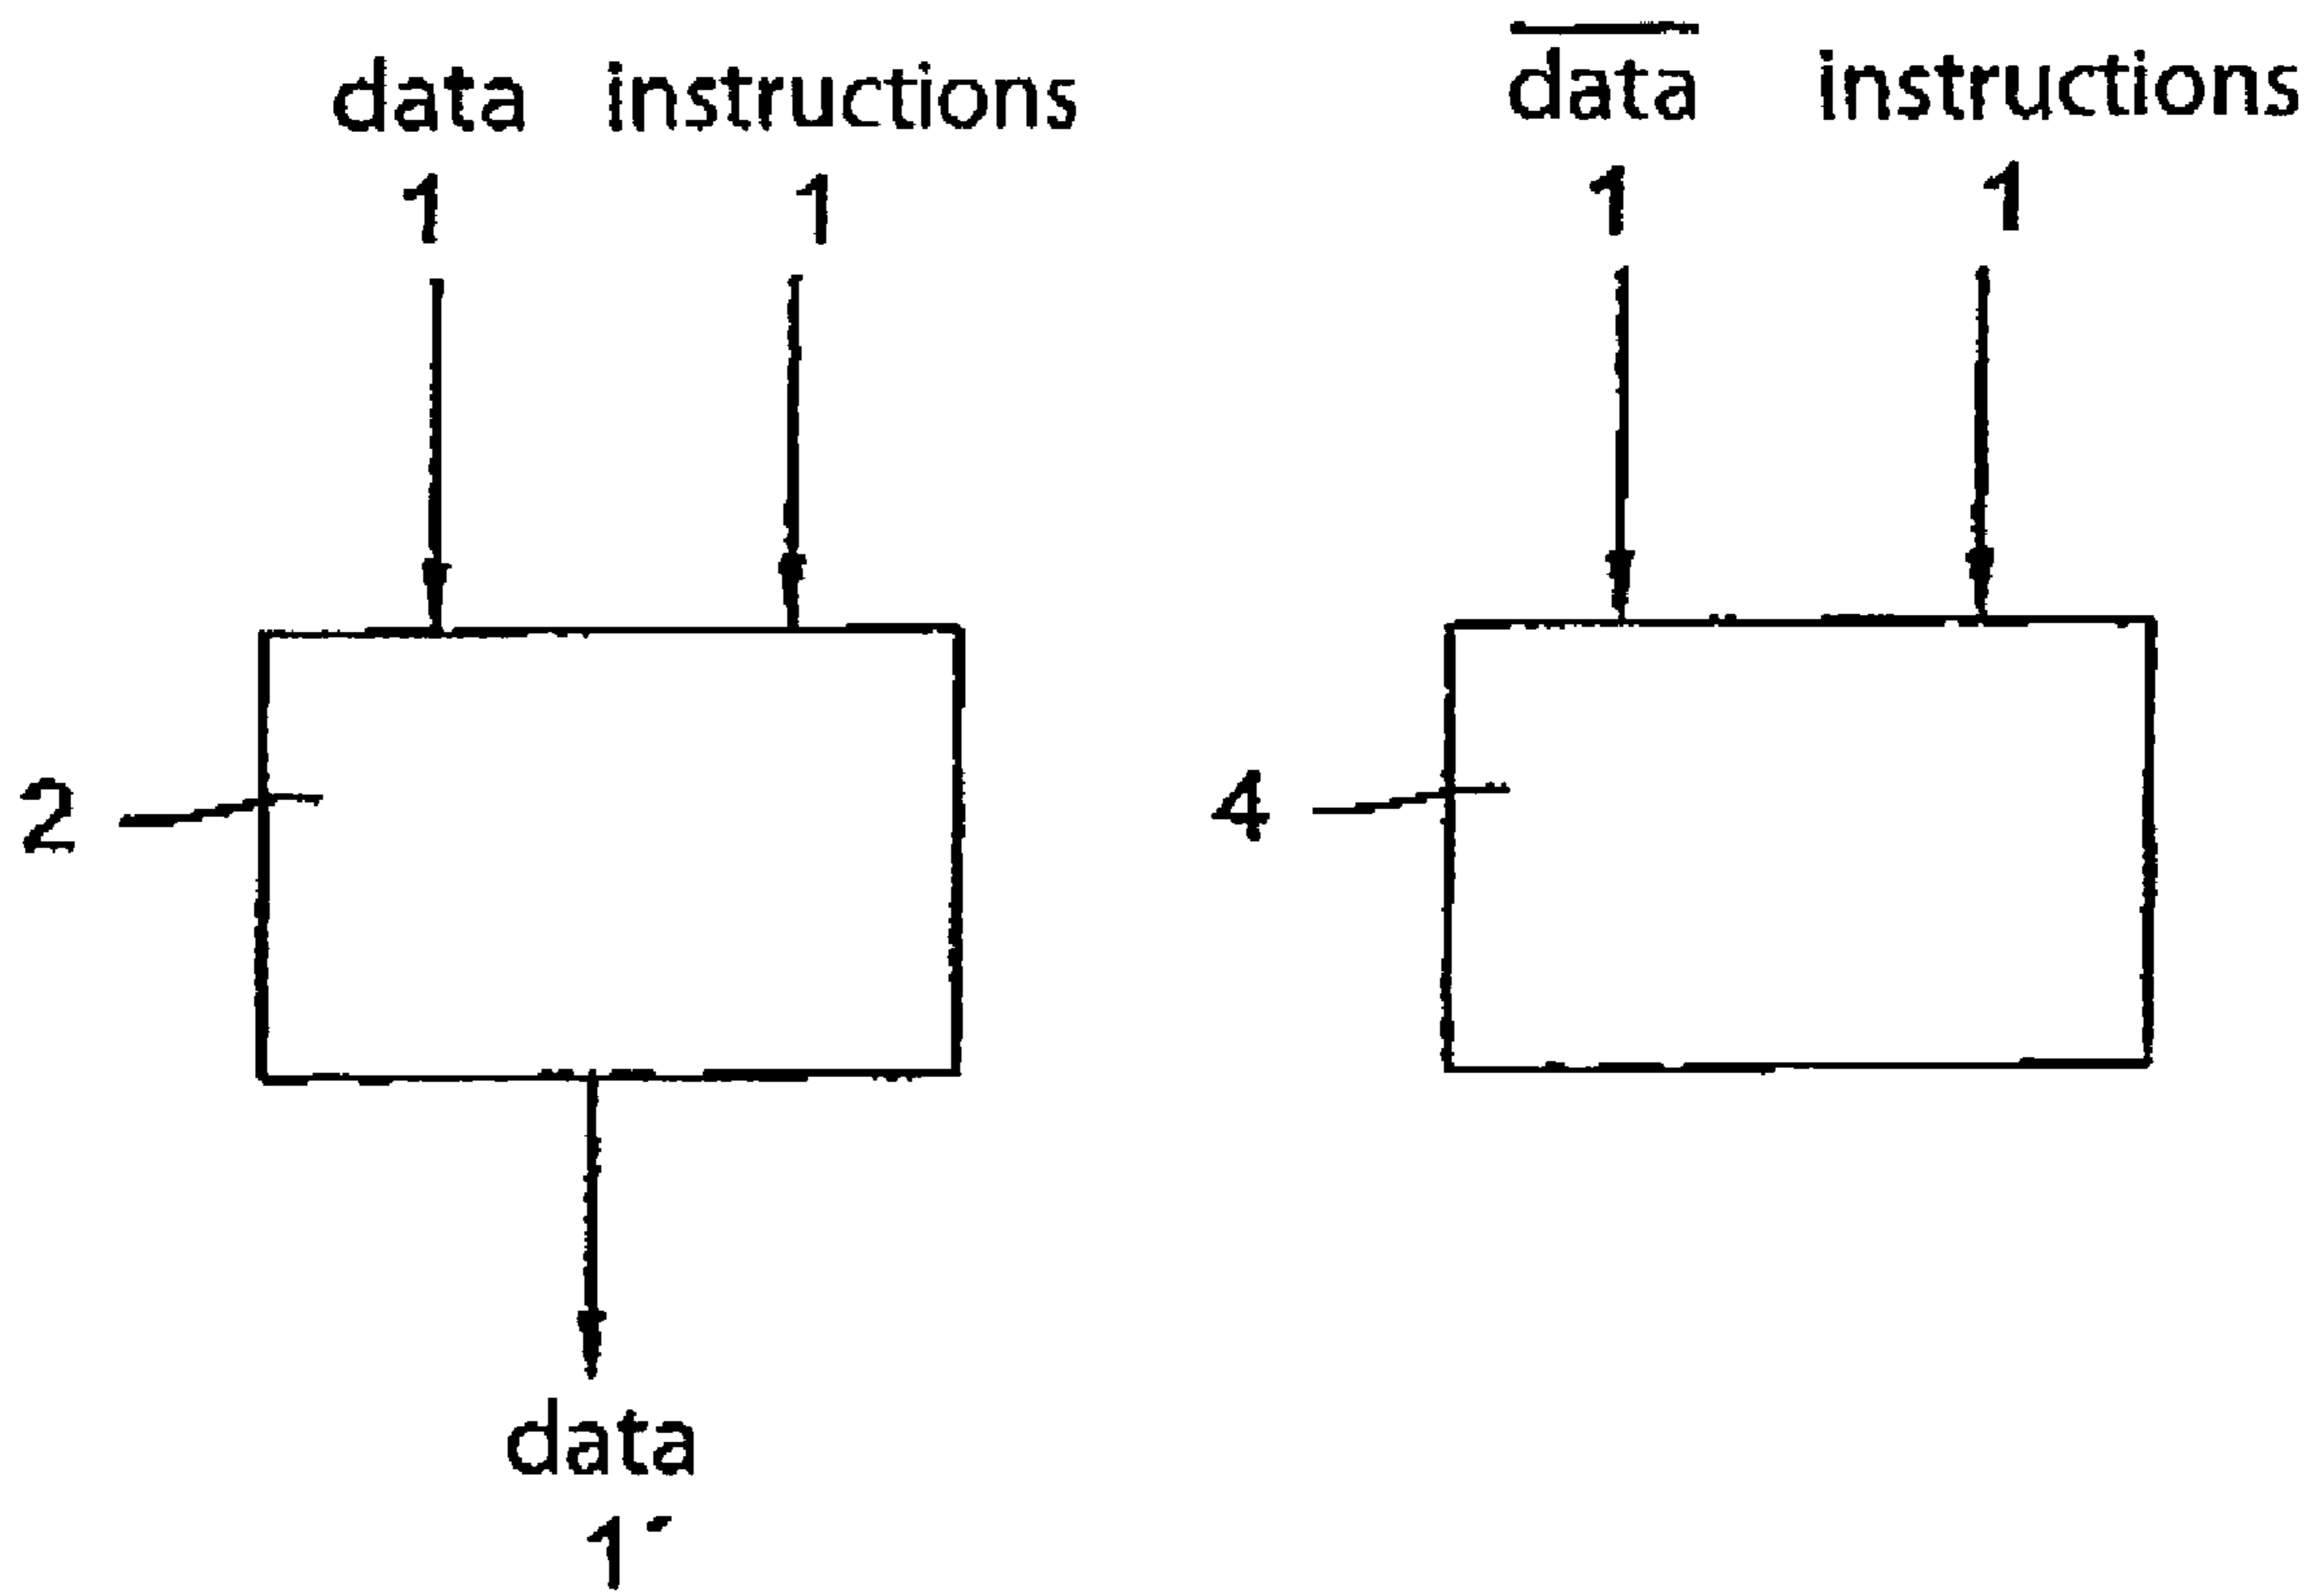 data instructions
1 1
2
data
1´
data instructions
1 1
4